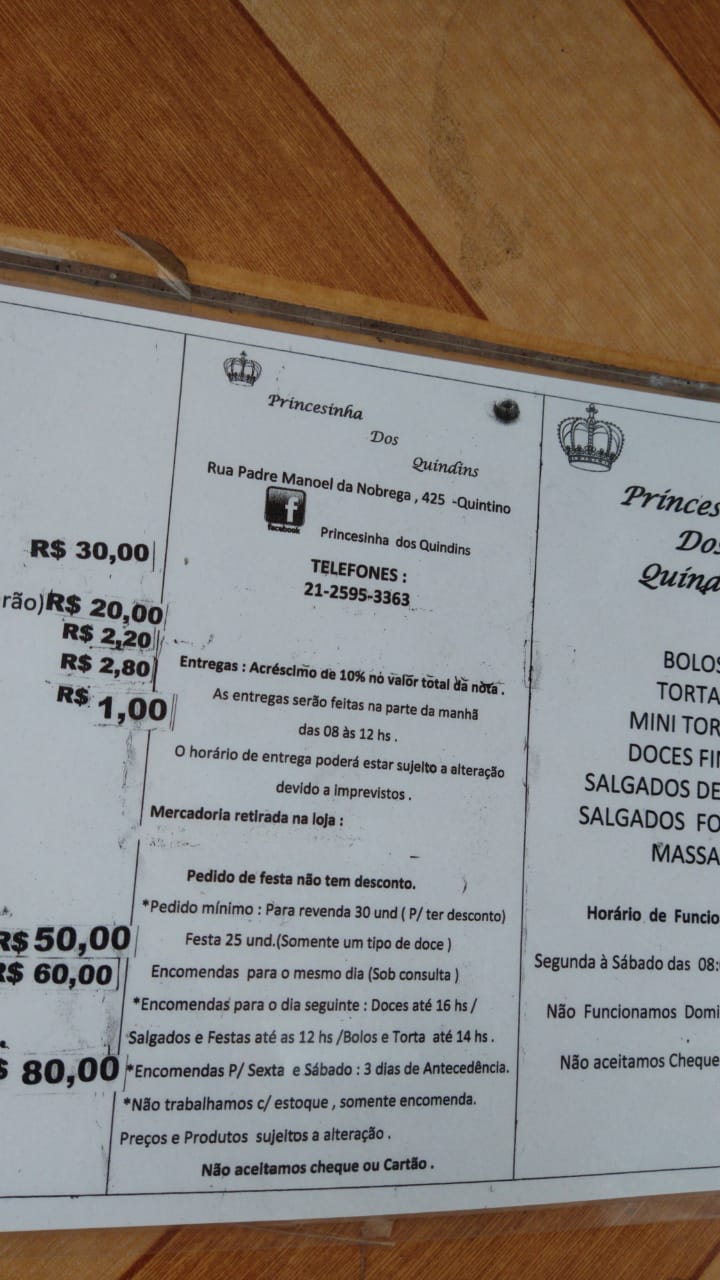 R$ 30,00
rão)R$ 20,00
R$ 2,20
R$ 2,80
R$ 1,00
R$ 50,00
R$ 60,00
80,00
Princesinha
Dos
Quindins
Rua Padre Manoel da Nobrega , 425 -Quintino
facebook
Princesinha dos Quindins
TELEFONES :
21-2595-3363
Entregas : Acréscimo de 10% no valor total da nota .
As entregas serão feitas na parte da manhã
das 08 às 12 hs .
O horário de entrega poderá estar sujeito a alteração
devido a imprevistos .
Mercadoria retirada na loja :
Pedido de festa não tem desconto.
*Pedido mínimo : Para revenda 30 und ( P/ ter desconto)
Festa 25 und.(Somente um tipo de doce )
Encomendas para o mesmo dia (Sob consulta )
*Encomendas para o dia seguinte : Doces até 16 hs /
Salgados e Festas até as 12 hs /Bolos e Torta até 14 hs .
*Encomendas P/ Sexta e Sábado : 3 dias de Antecedência.
*Não trabalhamos c/ estoque , somente encomenda.
Preços e Produtos sujeitos a alteração .
Não aceitamos cheque ou Cartão .
Princes
Dos
Quind
BOLOS
TORTA
MINI TOR
DOCES FI
SALGADOS DE
SALGADOS FO
MASSA
Horário de Funcio
Segunda à Sábado das 08:
Não Funcionamos Domi
Não aceitamos Cheque